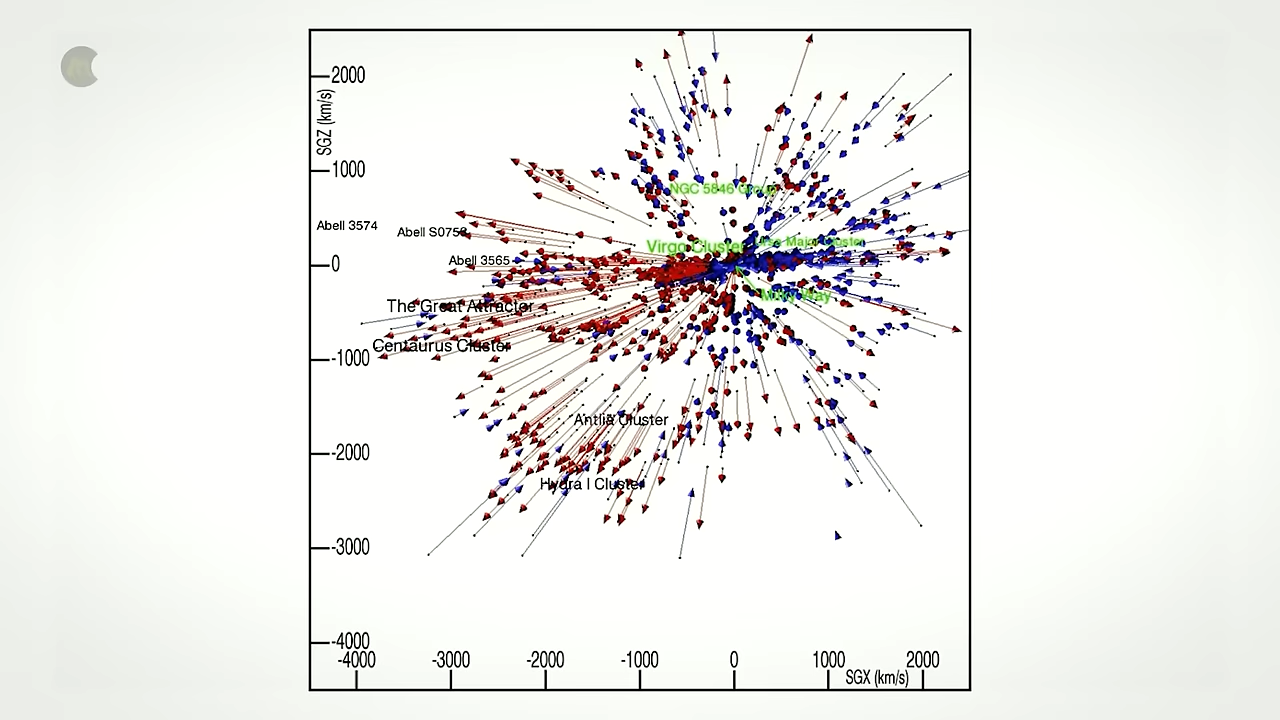 2000
SGZ (km/s)
1000
NGC 5846 Group
Abell 3574
Abell S0753
Virgo Cluster
Ursa Major Cluster
Abell 3565
0
Milky Way
The Great Attractor
Centaurus Cluster
-1000
Antlia Cluster
-2000
Hydra I Cluster
-3000
-4000
-4000 -3000 -2000 -1000 0 1000 2000
SGX (km/s)